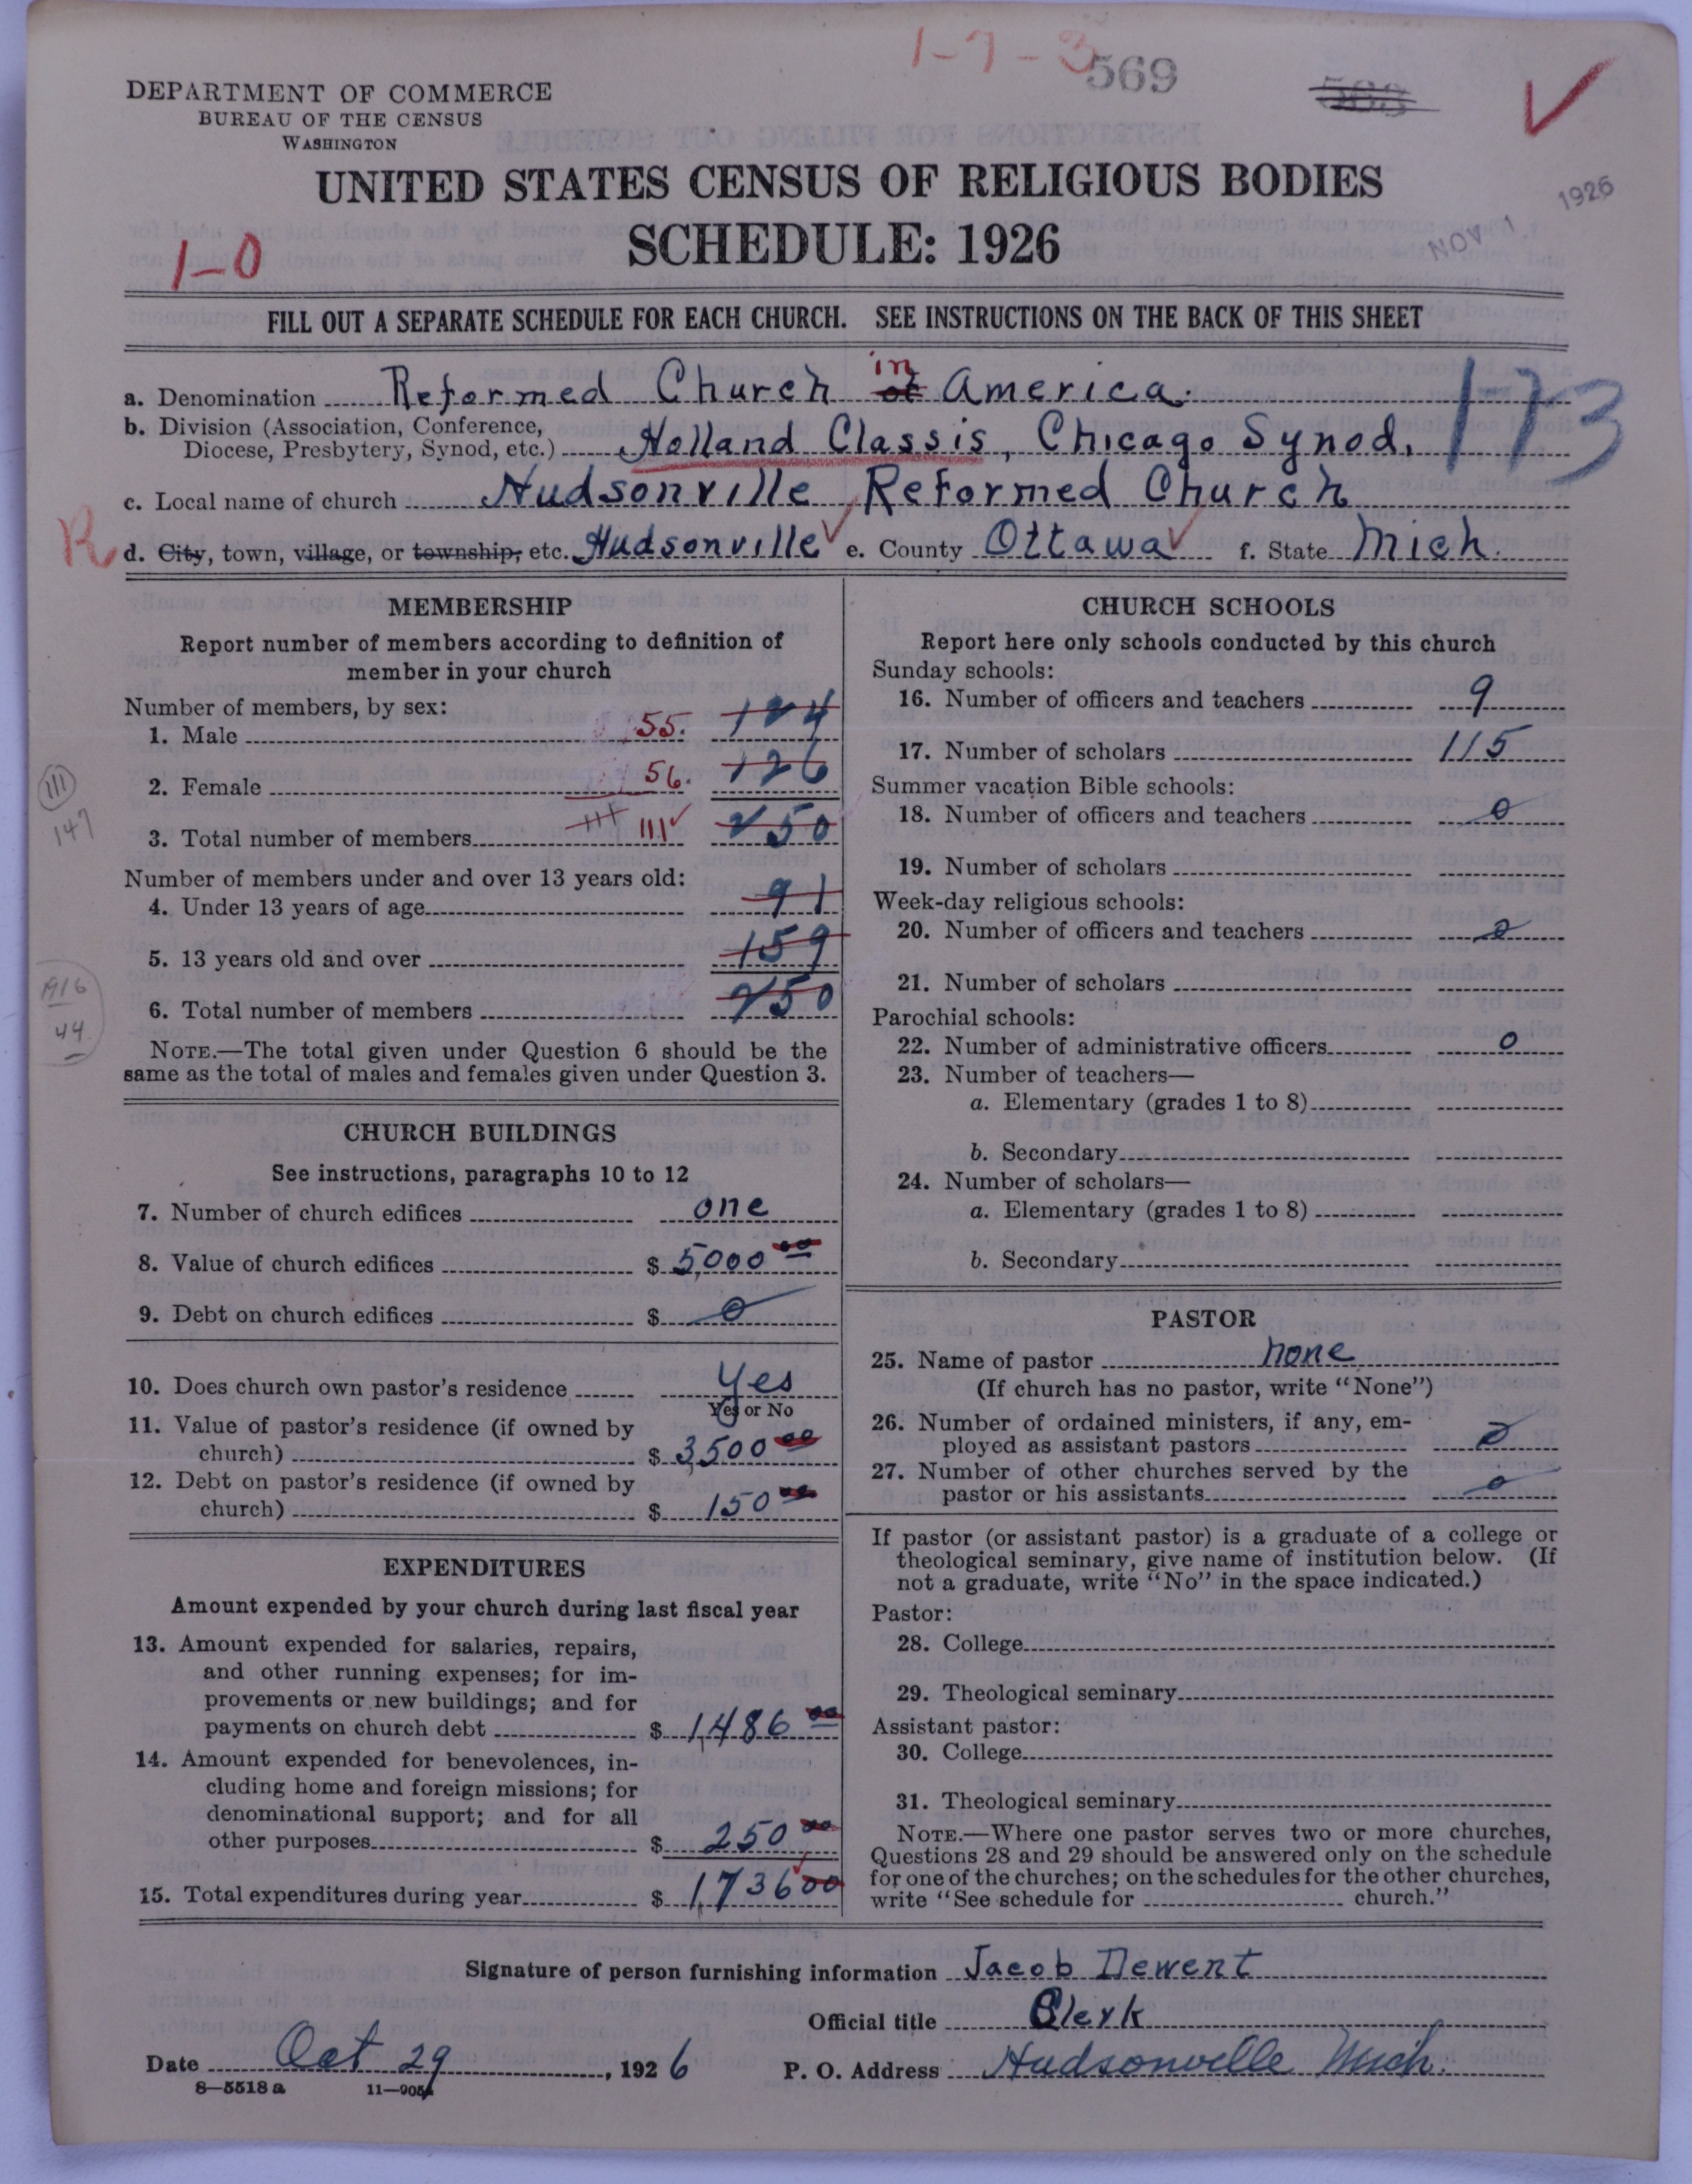 1-7-3
569
DEPARTMENT OF COMMERCE
BUREAU OF THE CENSUS
WASHINGTON
UNITED STATES CENSUS OF RELIGIOUS BODIES
SCHEDULE: 1926
NOV 1 1926
1-0
FILL OUT A SEPARATE SCHEDULE FOR EACH CHURCH. SEE INSTRUCTIONS ON THE BACK OF THIS SHEET
a. Denomination Reformed Church of in America.
b. Division (Association, Conference,
Diocese, Presbytery, Synod, etc.) Holland Classis, Chicago Synod.
173
c. Local name of church Hudsonville Reformed Church
R
d. City, town, village, or township, etc. Hudsonville e. County Ottawa f. State Mich.
MEMBERSHIP
Report number of members according to definition of
member in your church
Number of members, by sex:
1. Male 55. 124
2. Female 56. 126
3. Total number of members 111 111 250
111
147
Number of members under and over 13 years old:
4. Under 13 years of age 91
5. 13 years old and over 159
6. Total number of members 250
1916
44
NOTE.—The total given under Question 6 should be the
same as the total of males and females given under Question 3.
CHURCH BUILDINGS
See instructions, paragraphs 10 to 12
7. Number of church edifices one
8. Value of church edifices $ 5,000 00
9. Debt on church edifices $ 0
10. Does church own pastor's residence yes
Yes or No
11. Value of pastor's residence (if owned by
church) $ 3,500 00
12. Debt on pastor's residence (if owned by
church) $ 150 00
EXPENDITURES
Amount expended by your church during last fiscal year
13. Amount expended for salaries, repairs,
and other running expenses; for im-
provements or new buildings; and for
payments on church debt $ 1,486 00
14. Amount expended for benevolences, in-
cluding home and foreign missions; for
denominational support; and for all
other purposes $ 250 00
15. Total expenditures during year $ 1,736 00
CHURCH SCHOOLS
Report here only schools conducted by this church
Sunday schools:
16. Number of officers and teachers 9
17. Number of scholars 115
Summer vacation Bible schools:
18. Number of officers and teachers 0
19. Number of scholars
Week-day religious schools:
20. Number of officers and teachers 0
21. Number of scholars
Parochial schools:
22. Number of administrative officers 0
23. Number of teachers—
a. Elementary (grades 1 to 8)
b. Secondary
24. Number of scholars—
a. Elementary (grades 1 to 8)
b. Secondary
PASTOR
25. Name of pastor none
(If church has no pastor, write "None")
26. Number of ordained ministers, if any, em-
ployed as assistant pastors 0
27. Number of other churches served by the
pastor or his assistants 0
If pastor (or assistant pastor) is a graduate of a college or
theological seminary, give name of institution below. (If
not a graduate, write "No" in the space indicated.)
Pastor:
28. College
29. Theological seminary
Assistant pastor:
30. College
31. Theological seminary
NOTE.—Where one pastor serves two or more churches,
Questions 28 and 29 should be answered only on the schedule
for one of the churches; on the schedules for the other churches,
write "See schedule for church."
Signature of person furnishing information Jacob Dewent
Official title Clerk
Date Oct 29, 1926 P. O. Address Hudsonville Mich.
8—5518 a 11—9054